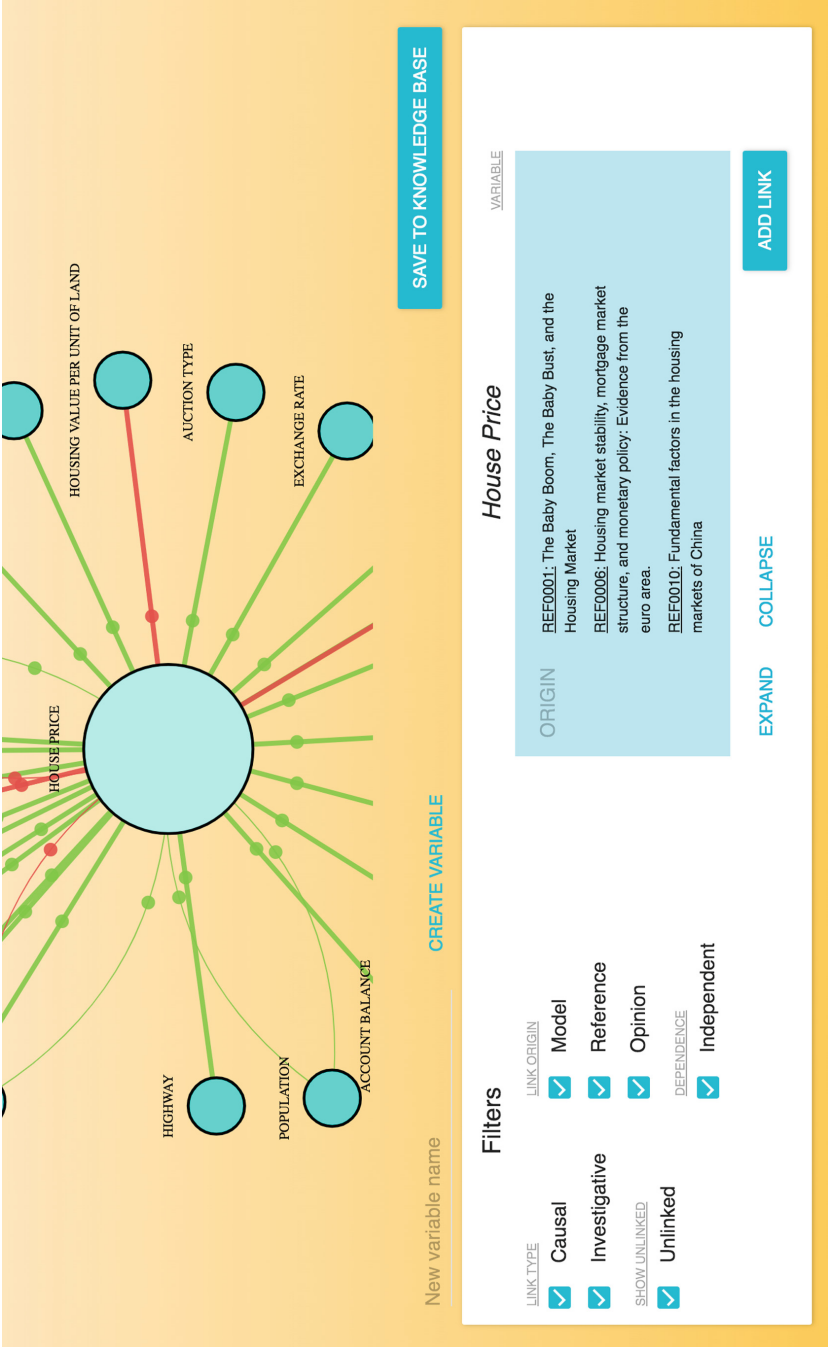 HOUSE PRICE
HOUSING VALUE PER UNIT OF LAND
HIGHWAY
AUCTION TYPE
POPULATION
EXCHANGE RATE
ACCOUNT BALANCE
New variable name
CREATE VARIABLE
SAVE TO KNOWLEDGE BASE
Filters
LINK TYPE
Causal
Investigative
SHOW UNLINKED
Unlinked
LINK ORIGIN
Model
Reference
Opinion
DEPENDENCE
Independent
House Price
VARIABLE
ORIGIN
REF0001: The Baby Boom, The Baby Bust, and the
Housing Market
REF0006: Housing market stability, mortgage market
structure, and monetary policy: Evidence from the
euro area.
REF0010: Fundamental factors in the housing
markets of China
EXPAND
COLLAPSE
ADD LINK